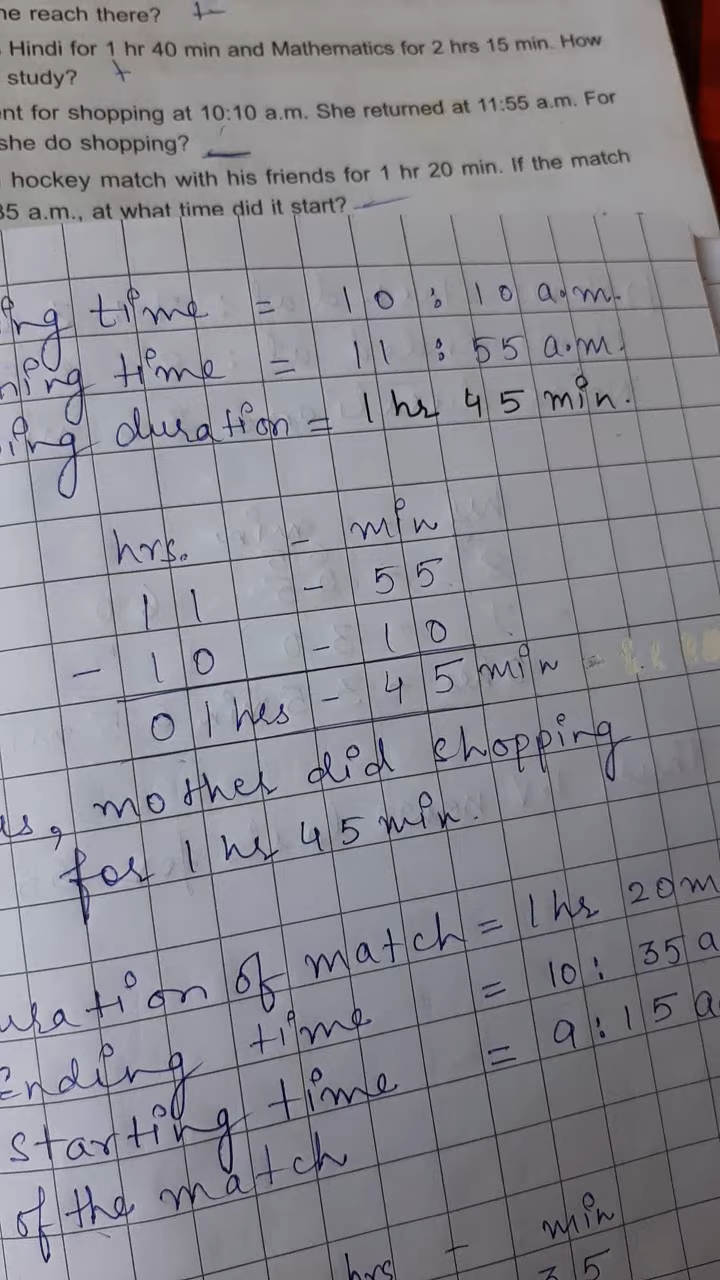 ne reach there?
Hindi for 1 hr 40 min and Mathematics for 2 hrs 15 min. How
study?
nt for shopping at 10:10 a.m. She returned at 11:55 a.m. For
she do shopping?
hockey match with his friends for 1 hr 20 min. If the match
35 a.m., at what time did it start?
ing time = 10 : 10 a.m.
ning time = 11 : 55 a.m.
ing duration = 1 hr 45 min.
hrs. - min
11 - 55
- 10 - 10
01 hrs - 45 min
us, mother did shopping
for 1 hr 45 min.
uration of match = 1 hr 20 m
Ending time = 10 : 35 a
starting time = 9 : 15 a
of the match
hrs - min
35